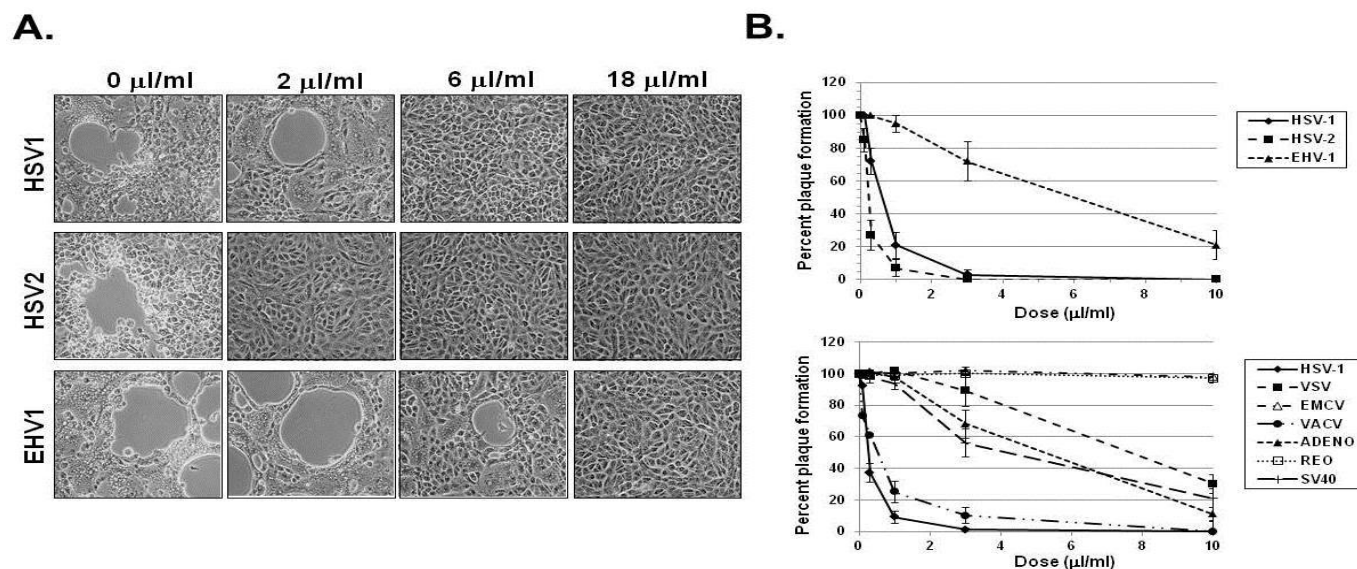 A.
0 μl/ml 2 μl/ml 6 μl/ml 18 μl/ml
HSV1
HSV2
EHV1
B.
Percent plaque formation
120
100
80
60
40
20
0
0 2 4 6 8 10
Dose (μl/ml)
HSV-1
HSV-2
EHV-1
Percent plaque formation
120
100
80
60
40
20
0
0 2 4 6 8 10
Dose (μl/ml)
HSV-1
VSV
EMCV
VACV
ADENO
REO
SV40